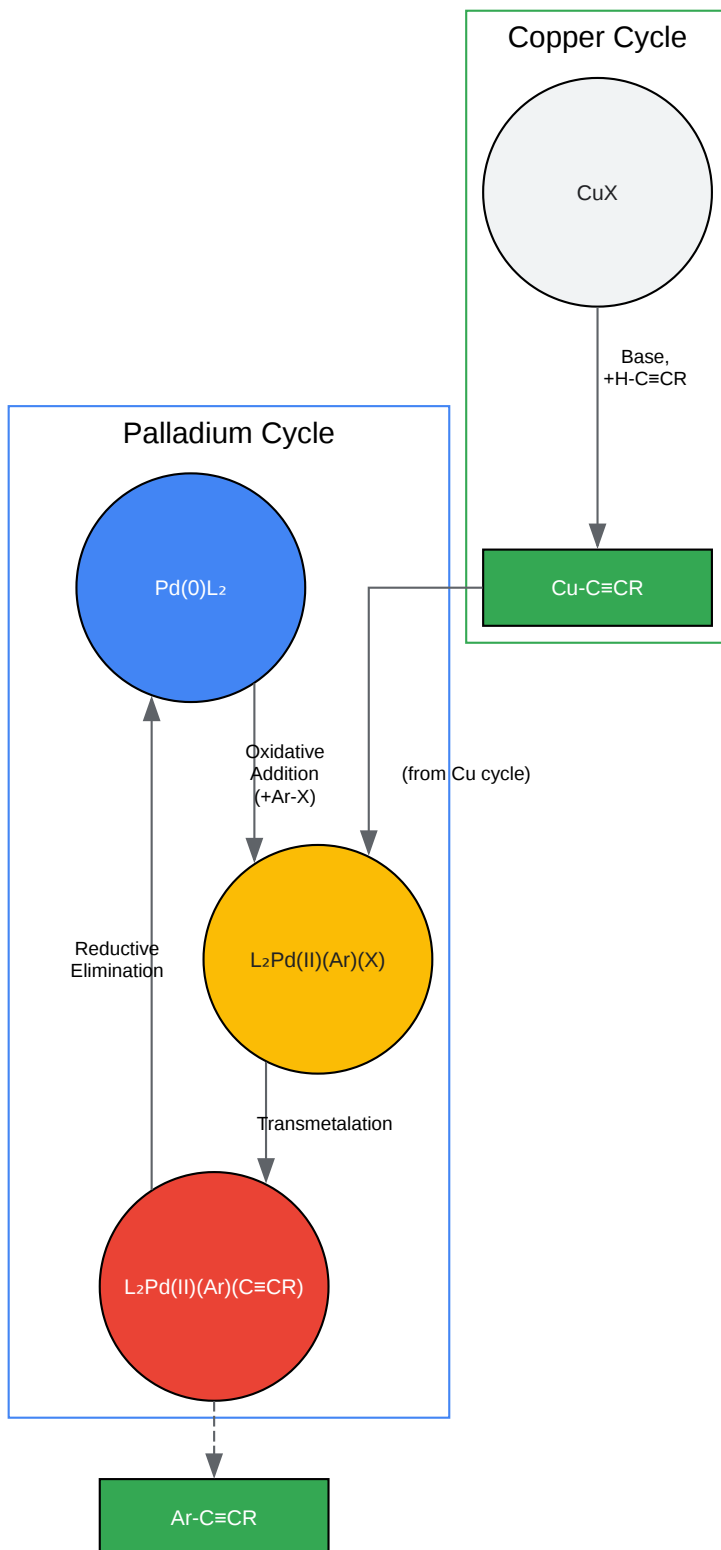 Copper Cycle
CuX
Base,
+H-C≡CR
Palladium Cycle
Pd(0)L₂
Cu-C≡CR
Oxidative
Addition
(+Ar-X)
(from Cu cycle)
Reductive
Elimination
L₂Pd(II)(Ar)(X)
Transmetalation
L₂Pd(II)(Ar)(C≡CR)
Ar-C≡CR